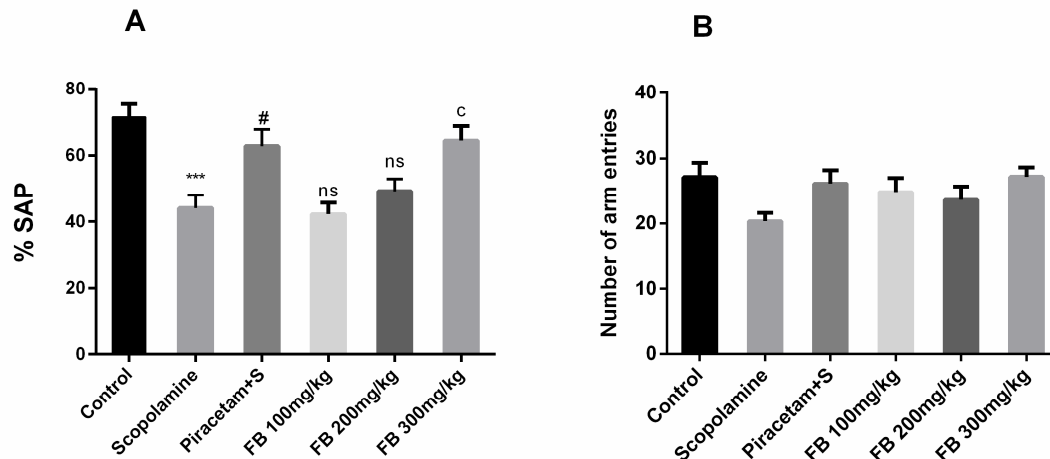 A
% SAP
80
60
40
20
0
***
#
ns
ns
c
Control
Scopolamine
Piracetam+S
FB 100mg/kg
FB 200mg/kg
FB 300mg/kg
B
Number of arm entries
40
30
20
10
0
Control
Scopolamine
Piracetam+S
FB 100mg/kg
FB 200mg/kg
FB 300mg/kg